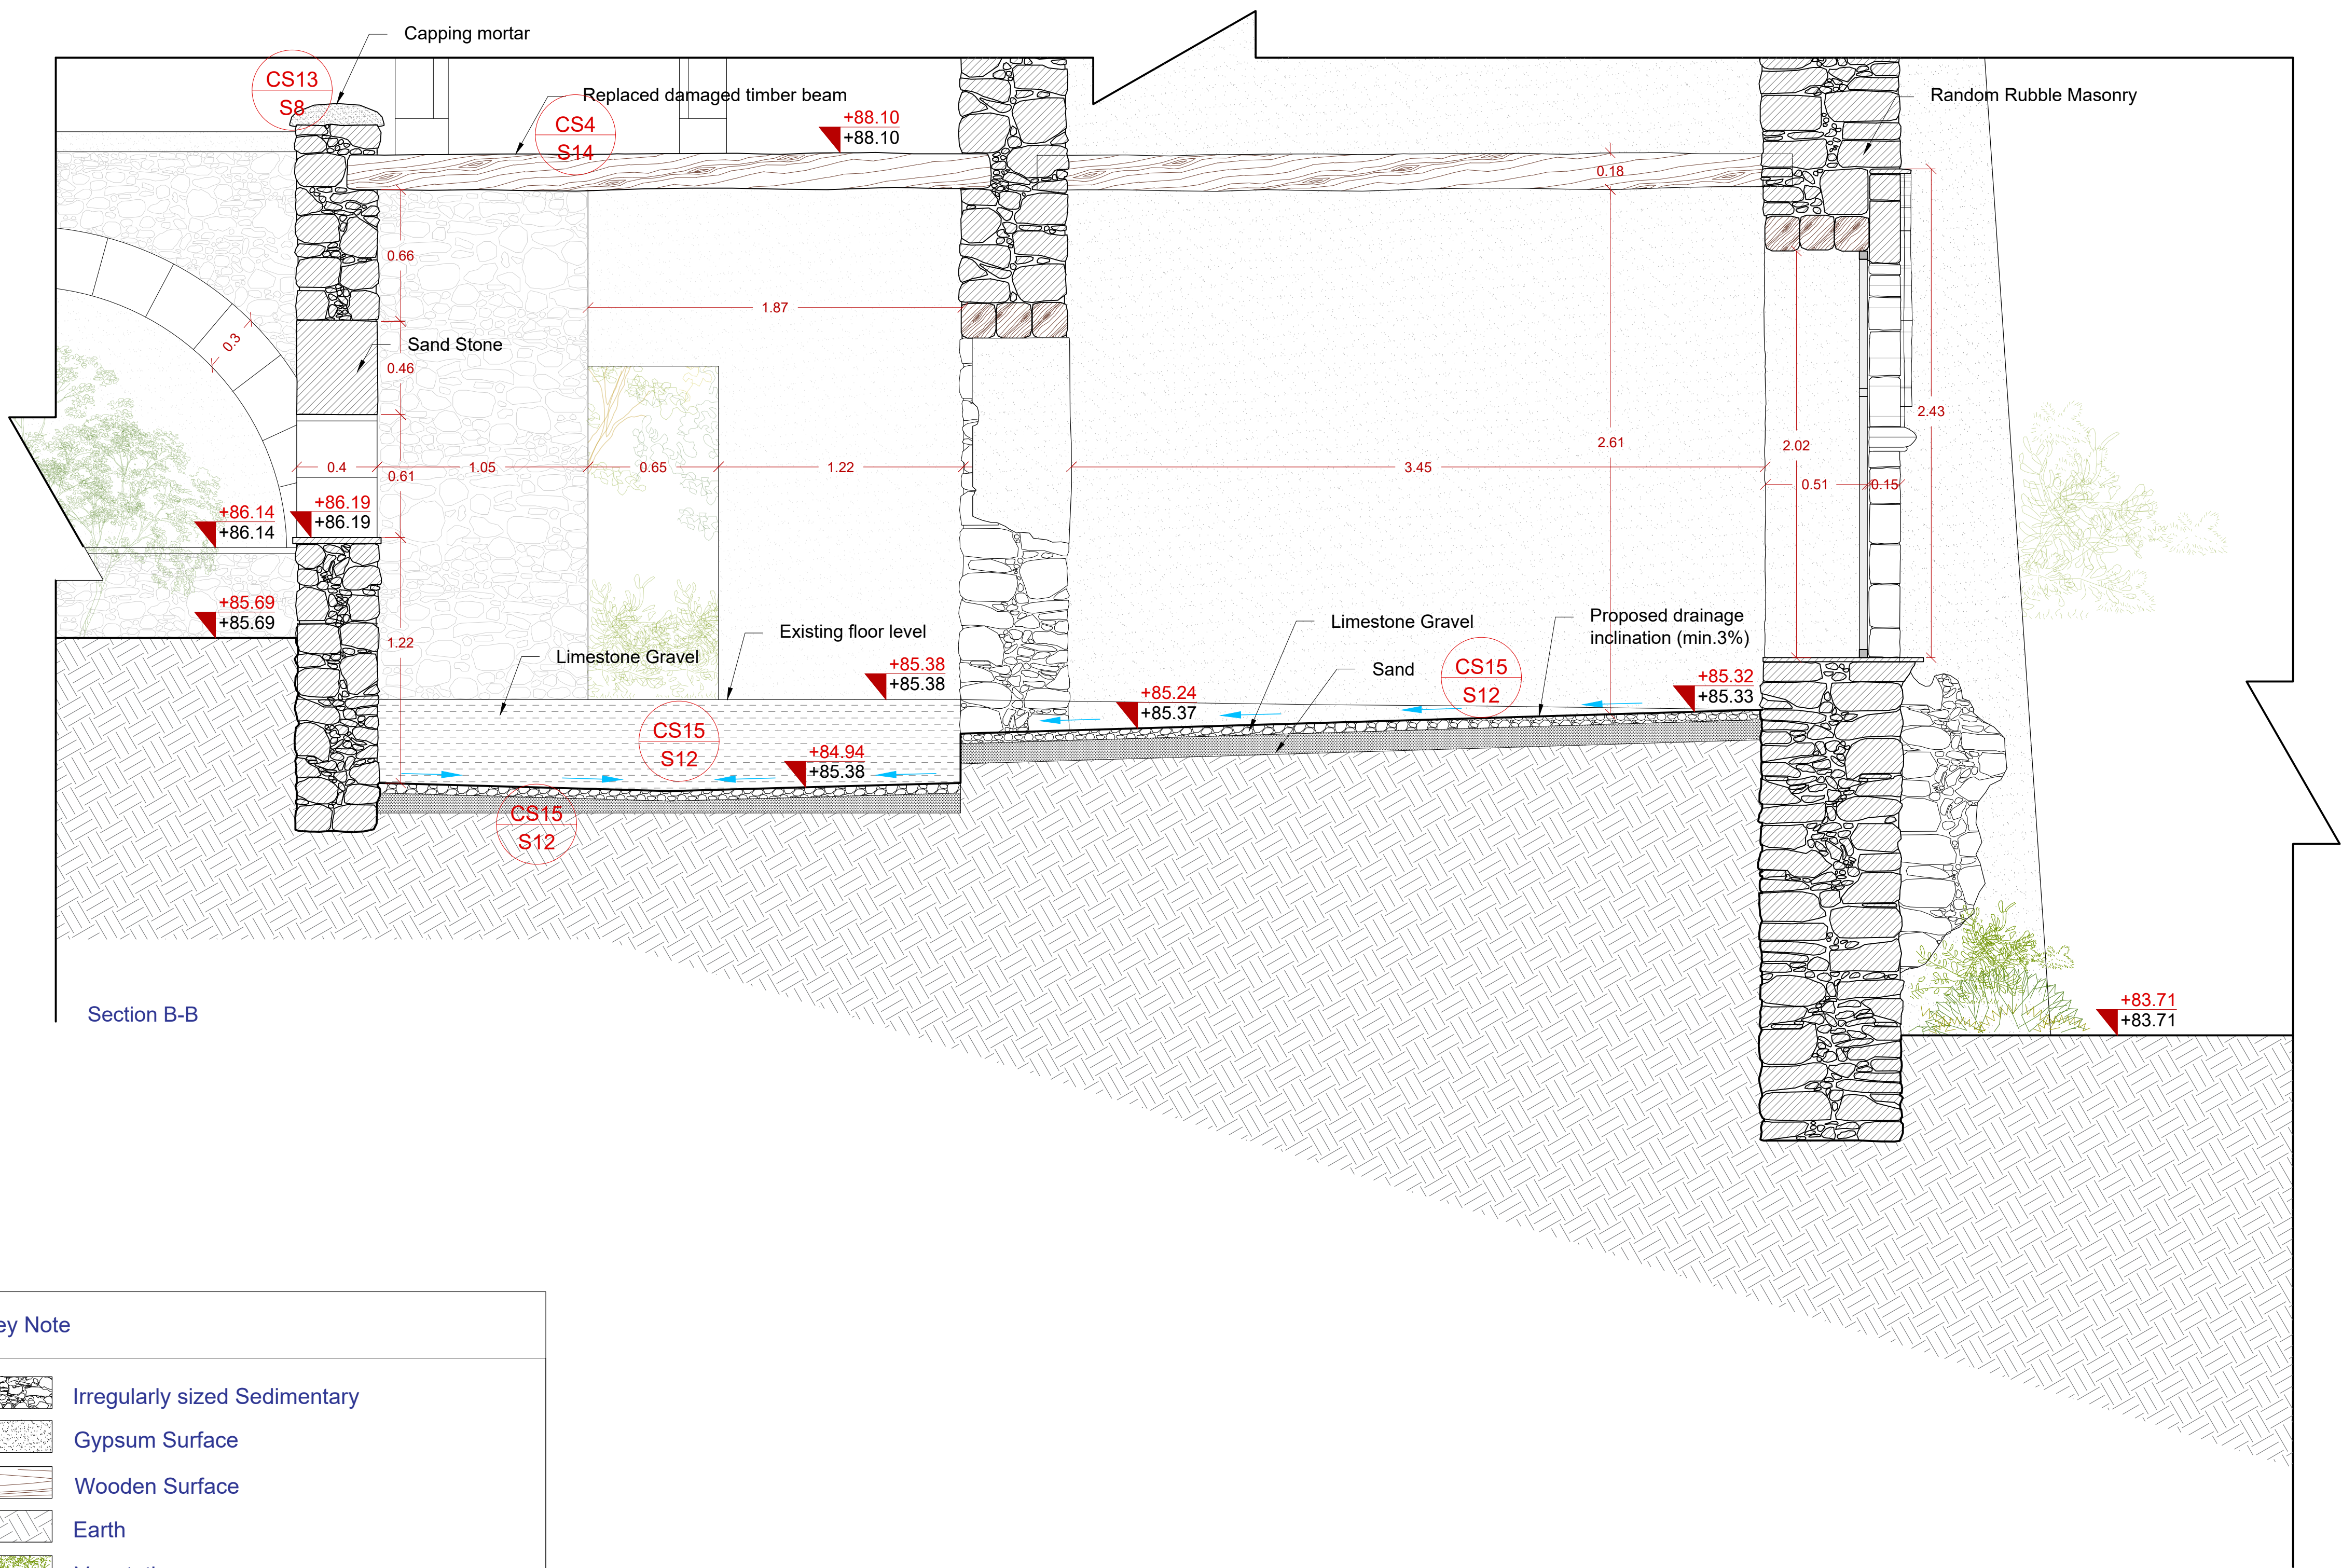 Capping mortar
CS13
S8
Replaced damaged timber beam
CS4
S14
+88.10
+88.10
Random Rubble Masonry
0.18
0.66
1.87
0.3
Sand Stone
0.46
2.43
2.61
2.02
0.4
1.05
0.65
1.22
3.45
0.61
0.51
0.15
+86.14
+86.14
+86.19
+86.19
+85.69
+85.69
1.22
Existing floor level
Limestone Gravel
Limestone Gravel
Proposed drainage
inclination (min.3%)
Sand
CS15
S12
+85.38
+85.38
+85.24
+85.37
+85.32
+85.33
CS15
S12
+84.94
+85.38
CS15
S12
Section B-B
+83.71
+83.71
ey Note
Irregularly sized Sedimentary
Gypsum Surface
Wooden Surface
Earth